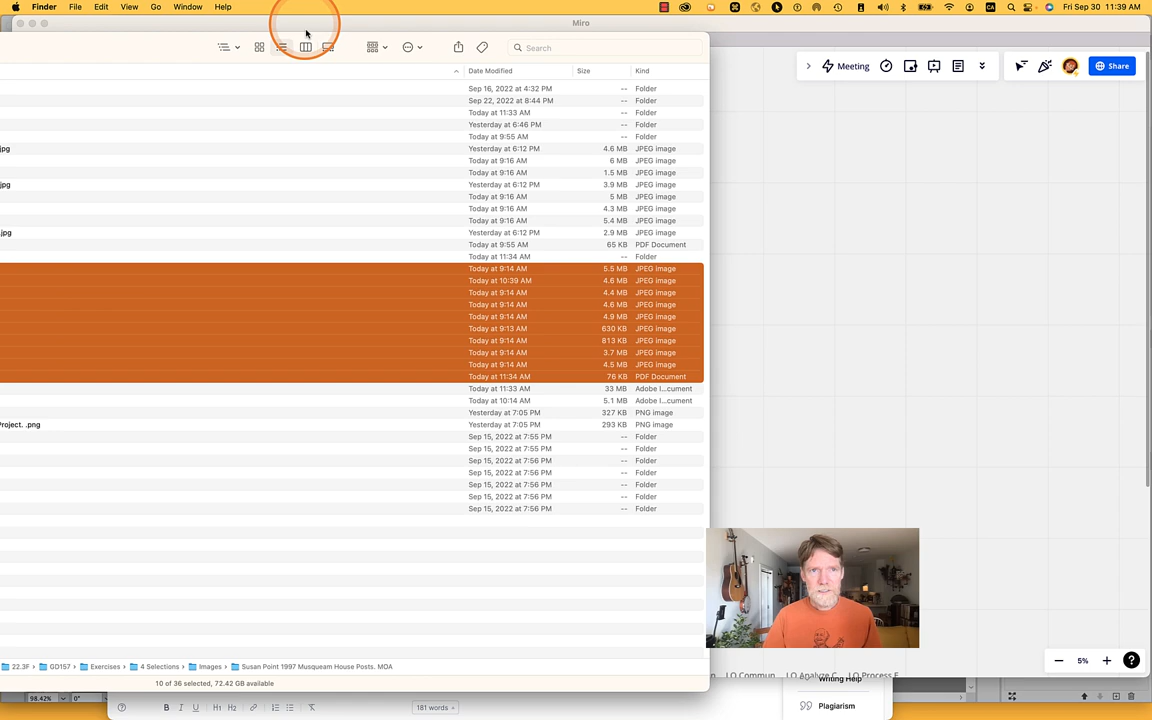 Finder File Edit View Go Window Help Fri Sep 30 11:39 AM
Miro
Search
Meeting Share
Date Modified Size Kind
Sep 16, 2022 at 4:32 PM -- Folder
Sep 22, 2022 at 8:44 PM -- Folder
Today at 11:33 AM -- Folder
Yesterday at 6:46 PM -- Folder
Today at 9:55 AM -- Folder
jpg Yesterday at 6:12 PM 4.6 MB JPEG image
Today at 9:16 AM 6 MB JPEG image
Today at 9:16 AM 1.5 MB JPEG image
jpg Yesterday at 6:12 PM 3.9 MB JPEG image
Today at 9:16 AM 5 MB JPEG image
Today at 9:16 AM 4.3 MB JPEG image
Today at 9:16 AM 5.4 MB JPEG image
.jpg Yesterday at 6:12 PM 2.9 MB JPEG image
Today at 9:55 AM 65 KB PDF Document
Today at 11:34 AM -- Folder
Today at 9:14 AM 5.5 MB JPEG image
Today at 10:39 AM 4.6 MB JPEG image
Today at 9:14 AM 4.4 MB JPEG image
Today at 9:14 AM 4.6 MB JPEG image
Today at 9:14 AM 4.9 MB JPEG image
Today at 9:13 AM 630 KB JPEG image
Today at 9:14 AM 813 KB JPEG image
Today at 9:14 AM 3.7 MB JPEG image
Today at 9:14 AM 4.5 MB JPEG image
Today at 11:34 AM 76 KB PDF Document
Today at 11:33 AM 33 MB Adobe I...cument
Today at 10:14 AM 5.1 MB Adobe I...cument
Yesterday at 7:05 PM 327 KB PNG image
Project. .png Yesterday at 7:05 PM 293 KB PNG image
Sep 15, 2022 at 7:55 PM -- Folder
Sep 15, 2022 at 7:55 PM -- Folder
Sep 15, 2022 at 7:56 PM -- Folder
Sep 15, 2022 at 7:56 PM -- Folder
Sep 15, 2022 at 7:56 PM -- Folder
Sep 15, 2022 at 7:56 PM -- Folder
Sep 15, 2022 at 7:56 PM -- Folder
22.3F GD157 Exercises 4 Selections Images Susan Point 1997 Musqueam House Posts. MOA
5%
10 of 36 selected, 72.42 GB available
Writing Help
98.42% 0°
B I U H1 H2 181 words
Plagiarism